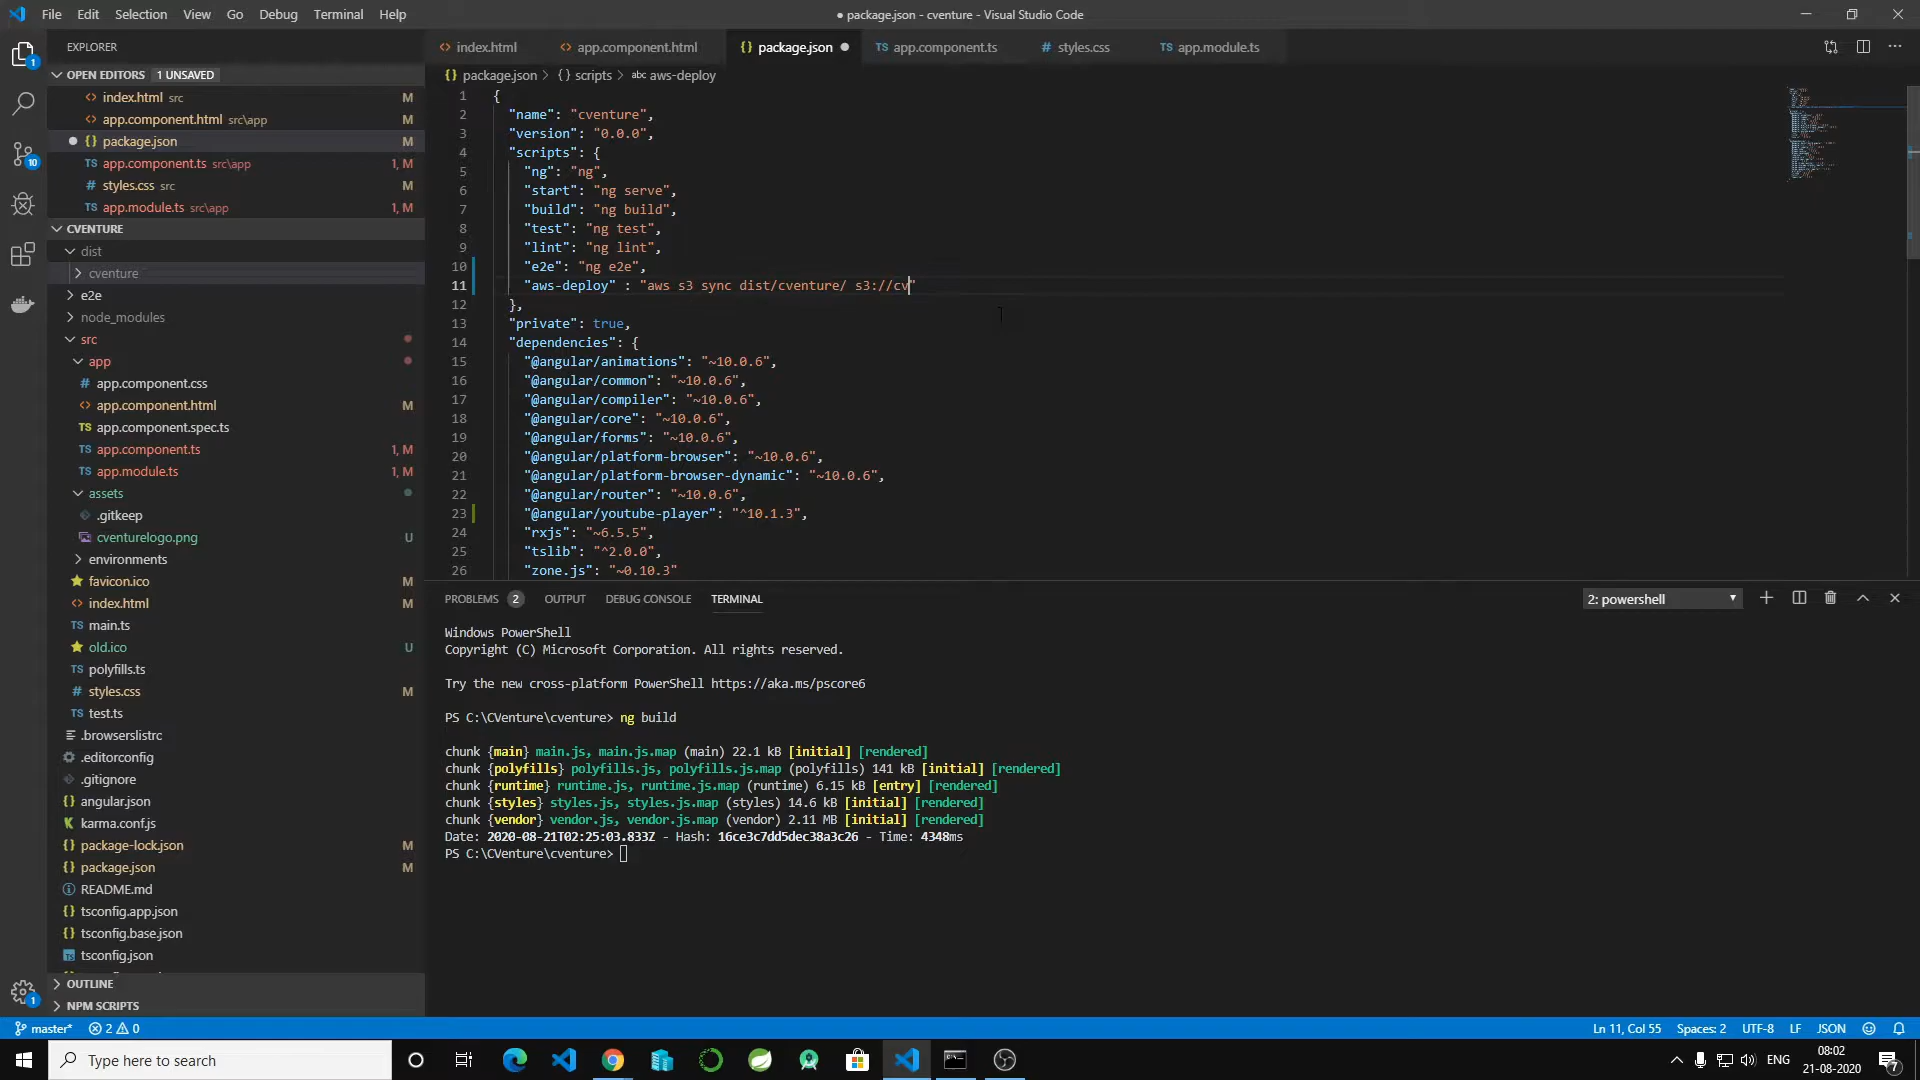 File Edit Selection View Go Debug Terminal Help
● package.json - cventure - Visual Studio Code
EXPLORER
OPEN EDITORS 1 UNSAVED
index.html src M
app.component.html src\app M
package.json M
app.component.ts src\app 1, M
styles.css src M
app.module.ts src\app 1, M
CVENTURE
dist
cventure
e2e
node_modules
src
app
app.component.css
app.component.html M
app.component.spec.ts
app.component.ts 1, M
app.module.ts 1, M
assets
.gitkeep
cventurelogo.png U
environments
favicon.ico M
index.html M
main.ts
old.ico U
polyfills.ts
styles.css M
test.ts
.browserslistrc
.editorconfig
.gitignore
angular.json
karma.conf.js
package-lock.json M
package.json M
README.md
tsconfig.app.json
tsconfig.base.json
tsconfig.json
OUTLINE
NPM SCRIPTS
index.html app.component.html package.json app.component.ts styles.css app.module.ts
package.json > {} scripts > abc aws-deploy
1 {
2 "name": "cventure",
3 "version": "0.0.0",
4 "scripts": {
5 "ng": "ng",
6 "start": "ng serve",
7 "build": "ng build",
8 "test": "ng test",
9 "lint": "ng lint",
10 "e2e": "ng e2e",
11 "aws-deploy" : "aws s3 sync dist/cventure/ s3://cv"
12 },
13 "private": true,
14 "dependencies": {
15 "@angular/animations": "~10.0.6",
16 "@angular/common": "~10.0.6",
17 "@angular/compiler": "~10.0.6",
18 "@angular/core": "~10.0.6",
19 "@angular/forms": "~10.0.6",
20 "@angular/platform-browser": "~10.0.6",
21 "@angular/platform-browser-dynamic": "~10.0.6",
22 "@angular/router": "~10.0.6",
23 "@angular/youtube-player": "^10.1.3",
24 "rxjs": "~6.5.5",
25 "tslib": "^2.0.0",
26 "zone.js": "~0.10.3"
PROBLEMS 2 OUTPUT DEBUG CONSOLE TERMINAL
2: powershell
Windows PowerShell
Copyright (C) Microsoft Corporation. All rights reserved.
Try the new cross-platform PowerShell https://aka.ms/pscore6
PS C:\CVenture\cventure> ng build
chunk {main} main.js, main.js.map (main) 22.1 kB [initial] [rendered]
chunk {polyfills} polyfills.js, polyfills.js.map (polyfills) 141 kB [initial] [rendered]
chunk {runtime} runtime.js, runtime.js.map (runtime) 6.15 kB [entry] [rendered]
chunk {styles} styles.js, styles.js.map (styles) 14.6 kB [initial] [rendered]
chunk {vendor} vendor.js, vendor.js.map (vendor) 2.11 MB [initial] [rendered]
Date: 2020-08-21T02:25:03.833Z - Hash: 16ce3c7dd5dec38a3c26 - Time: 4348ms
PS C:\CVenture\cventure>
master* 2 0
Ln 11, Col 55 Spaces: 2 UTF-8 LF JSON
Type here to search
ENG
08:02
21-08-2020
7